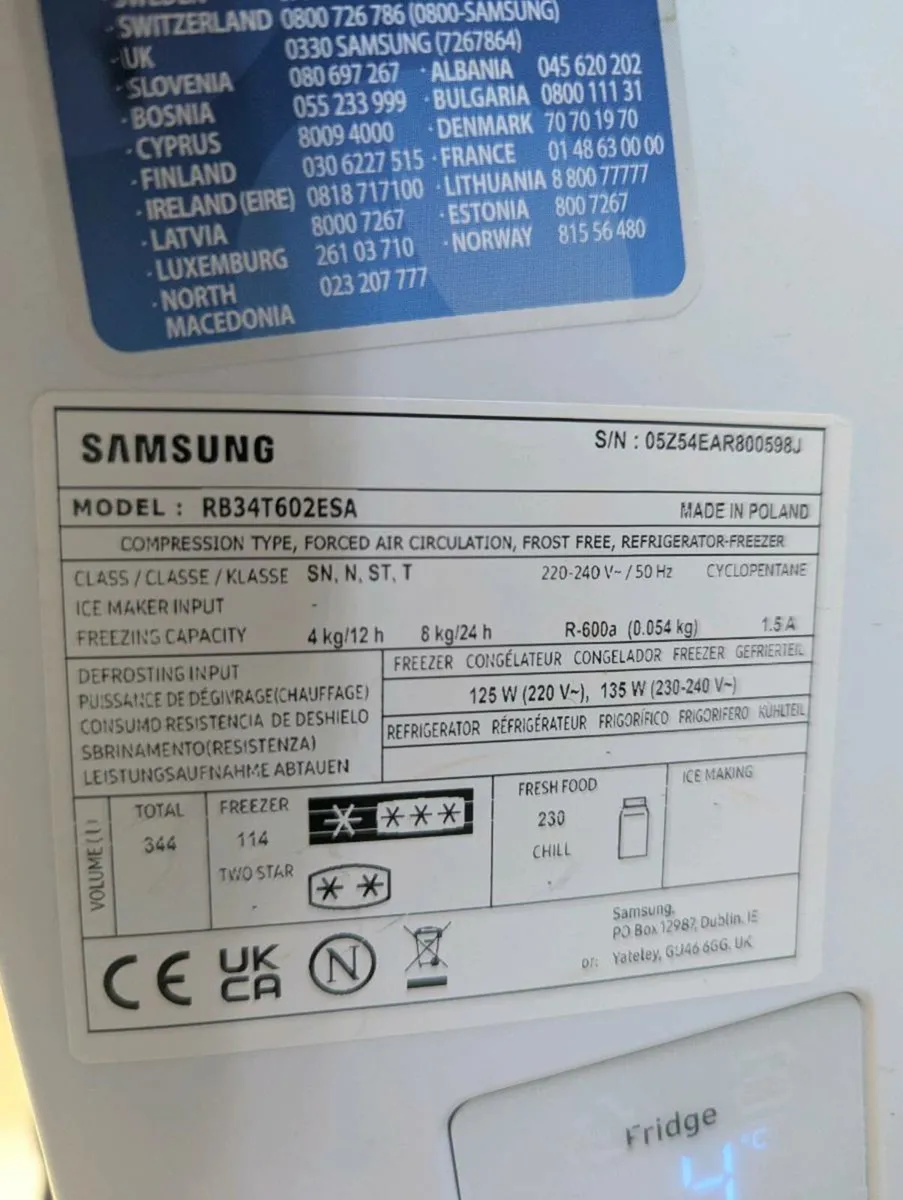 · SWITZERLAND 0800 726 786 (0800-SAMSUNG)
· UK 0330 SAMSUNG (7267864)
· SLOVENIA 080 697 267 · ALBANIA 045 620 202
· BOSNIA 055 233 999 · BULGARIA 0800 111 31
· CYPRUS 8009 4000 · DENMARK 70 70 19 70
· FINLAND 030 6227 515 · FRANCE 01 48 63 00 00
· IRELAND (EIRE) 0818 717100 · LITHUANIA 8 800 77777
· LATVIA 8000 7267 · ESTONIA 800 7267
· LUXEMBURG 261 03 710 · NORWAY 815 56 480
· NORTH MACEDONIA 023 207 777
SAMSUNG S/N : 05Z54EAR800598J
MODEL : RB34T602ESA MADE IN POLAND
COMPRESSION TYPE, FORCED AIR CIRCULATION, FROST FREE, REFRIGERATOR-FREEZER
CLASS / CLASSE / KLASSE SN, N, ST, T 220-240 V~ / 50 Hz CYCLOPENTANE
ICE MAKER INPUT -
FREEZING CAPACITY 4 kg/12 h 8 kg/24 h R-600a (0.054 kg) 1.5 A
DEFROSTING INPUT
PUISSANCE DE DÉGIVRAGE(CHAUFFAGE)
CONSUMO RESISTENCIA DE DESHIELO
SBRINAMENTO(RESISTENZA)
LEISTUNGSAUFNAHME ABTAUEN
FREEZER CONGÉLATEUR CONGELADOR FREEZER GEFRIERTEIL
125 W (220 V~), 135 W (230-240 V~)
REFRIGERATOR RÉFRIGÉRATEUR FRIGORÍFICO FRIGORIFERO KÜHLTEIL
-
VOLUME (L)
TOTAL
344
FREEZER
114
TWO STAR
-
FRESH FOOD
230
CHILL
-
ICE MAKING
Samsung,
PO Box 12987, Dublin. IE
or: Yateley, GU46 6GG. UK
CE UK CA N
Fridge
4 °C